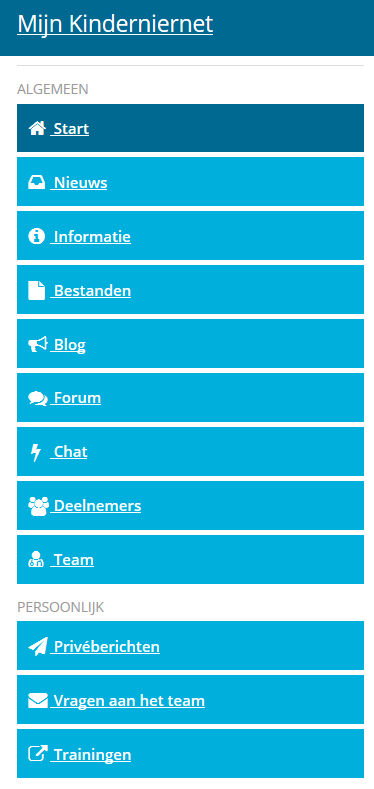 Mijn Kinderniernet
ALGEMEEN
Start
Nieuws
Informatie
Bestanden
Blog
Forum
Chat
Deelnemers
Team
PERSOONLIJK
Privéberichten
Vragen aan het team
Trainingen